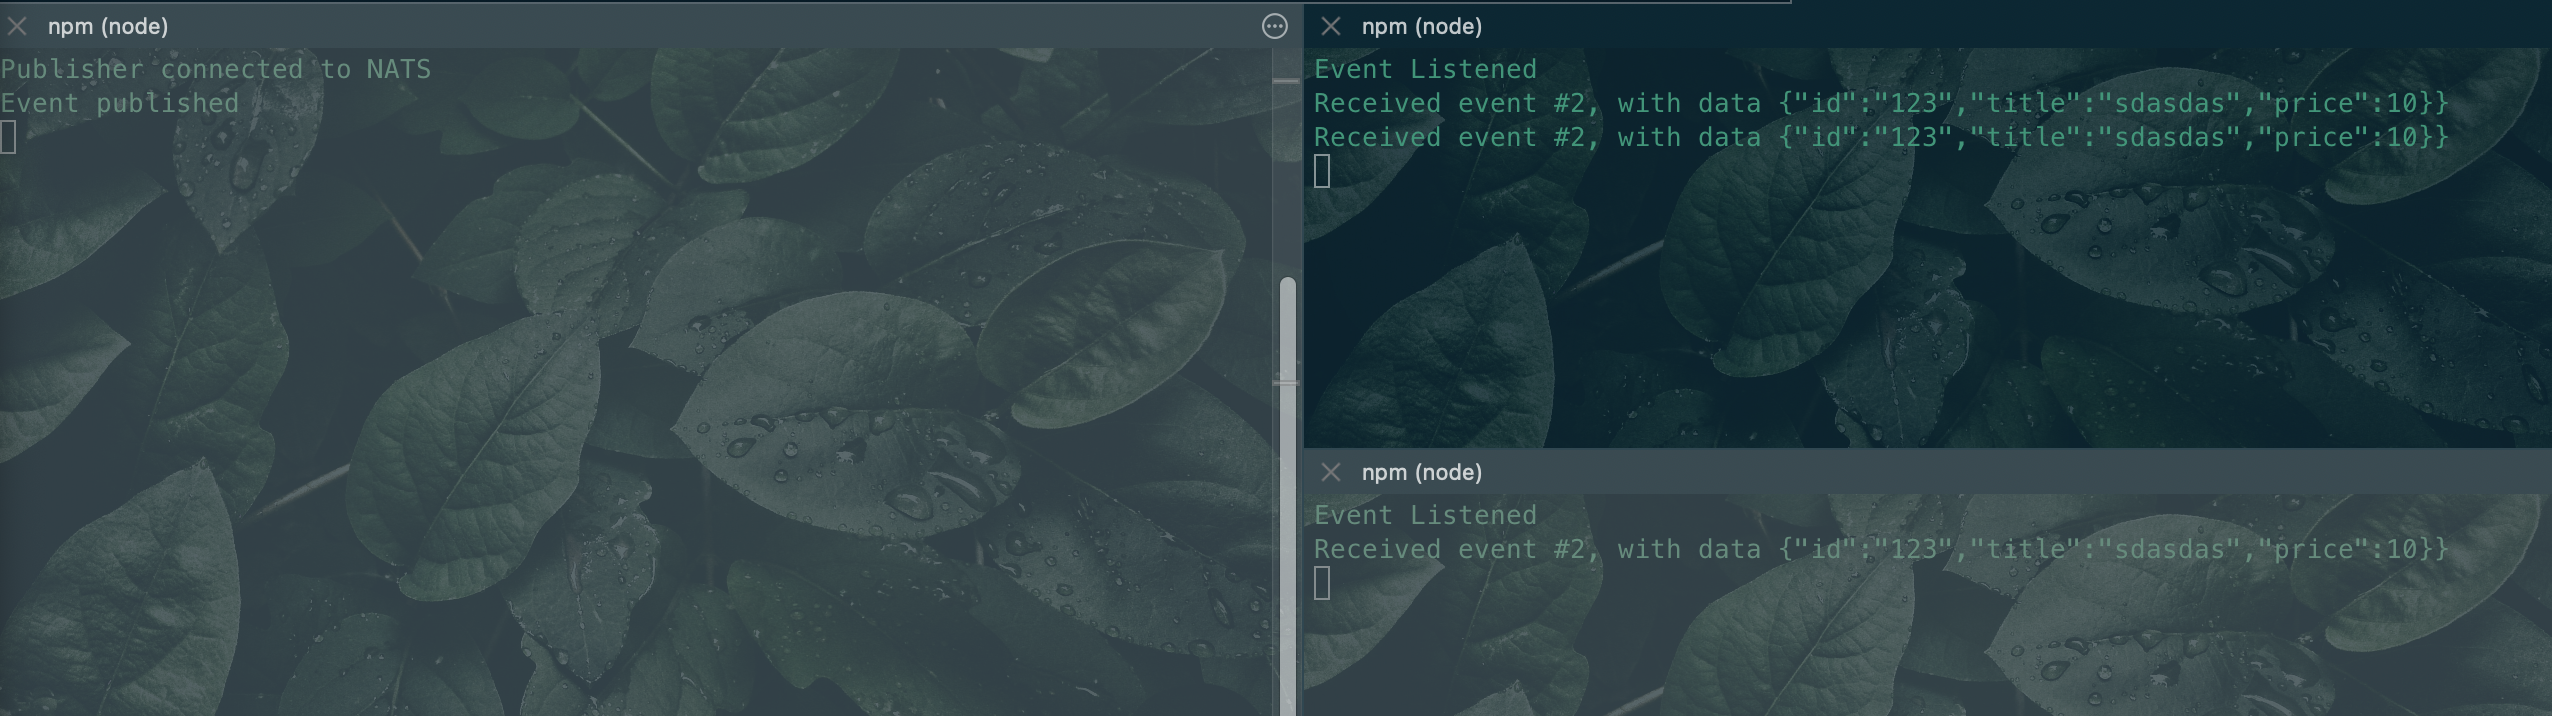 npm (node)
Publisher connected to NATS
Event published
npm (node)
Event Listened
Received event #2, with data {"id":"123","title":"sdasdas","price":10}}
Received event #2, with data {"id":"123","title":"sdasdas","price":10}}
npm (node)
Event Listened
Received event #2, with data {"id":"123","title":"sdasdas","price":10}}